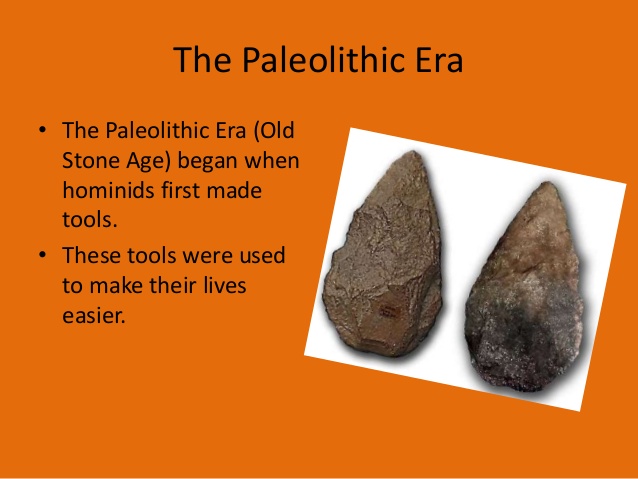 The Paleolithic Era
• The Paleolithic Era (Old
Stone Age) began when
hominids first made
tools.
• These tools were used
to make their lives
easier.